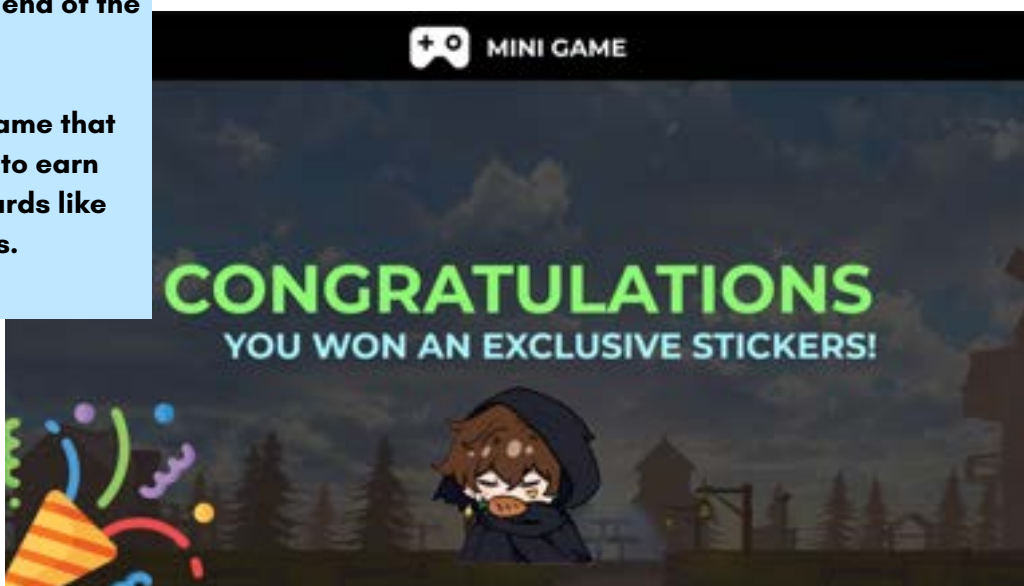 end of the
ame that
to earn
ards like
s.
MINI GAME
CONGRATULATIONS
YOU WON AN EXCLUSIVE STICKERS!